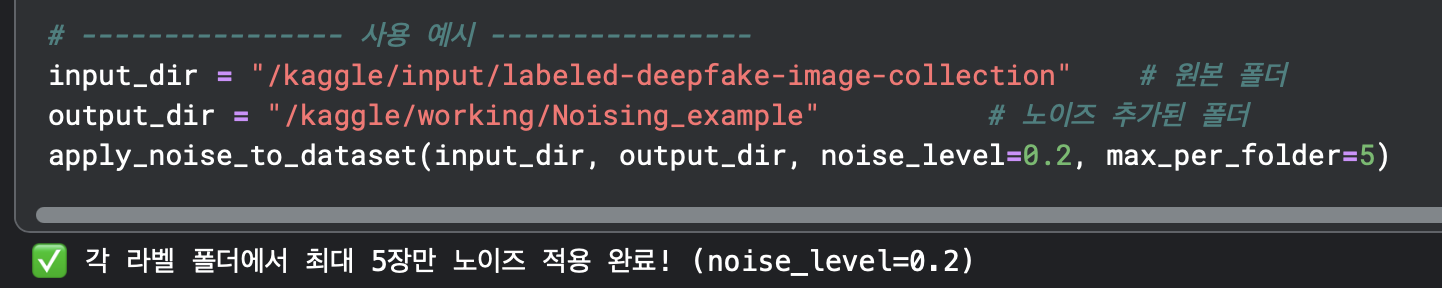 # ---------------- 사용 예시 ----------------
input_dir = "/kaggle/input/labeled-deepfake-image-collection"    # 원본 폴더
output_dir = "/kaggle/working/Noising_example"          # 노이즈 추가된 폴더
apply_noise_to_dataset(input_dir, output_dir, noise_level=0.2, max_per_folder=5)
✅ 각 라벨 폴더에서 최대 5장만 노이즈 적용 완료! (noise_level=0.2)